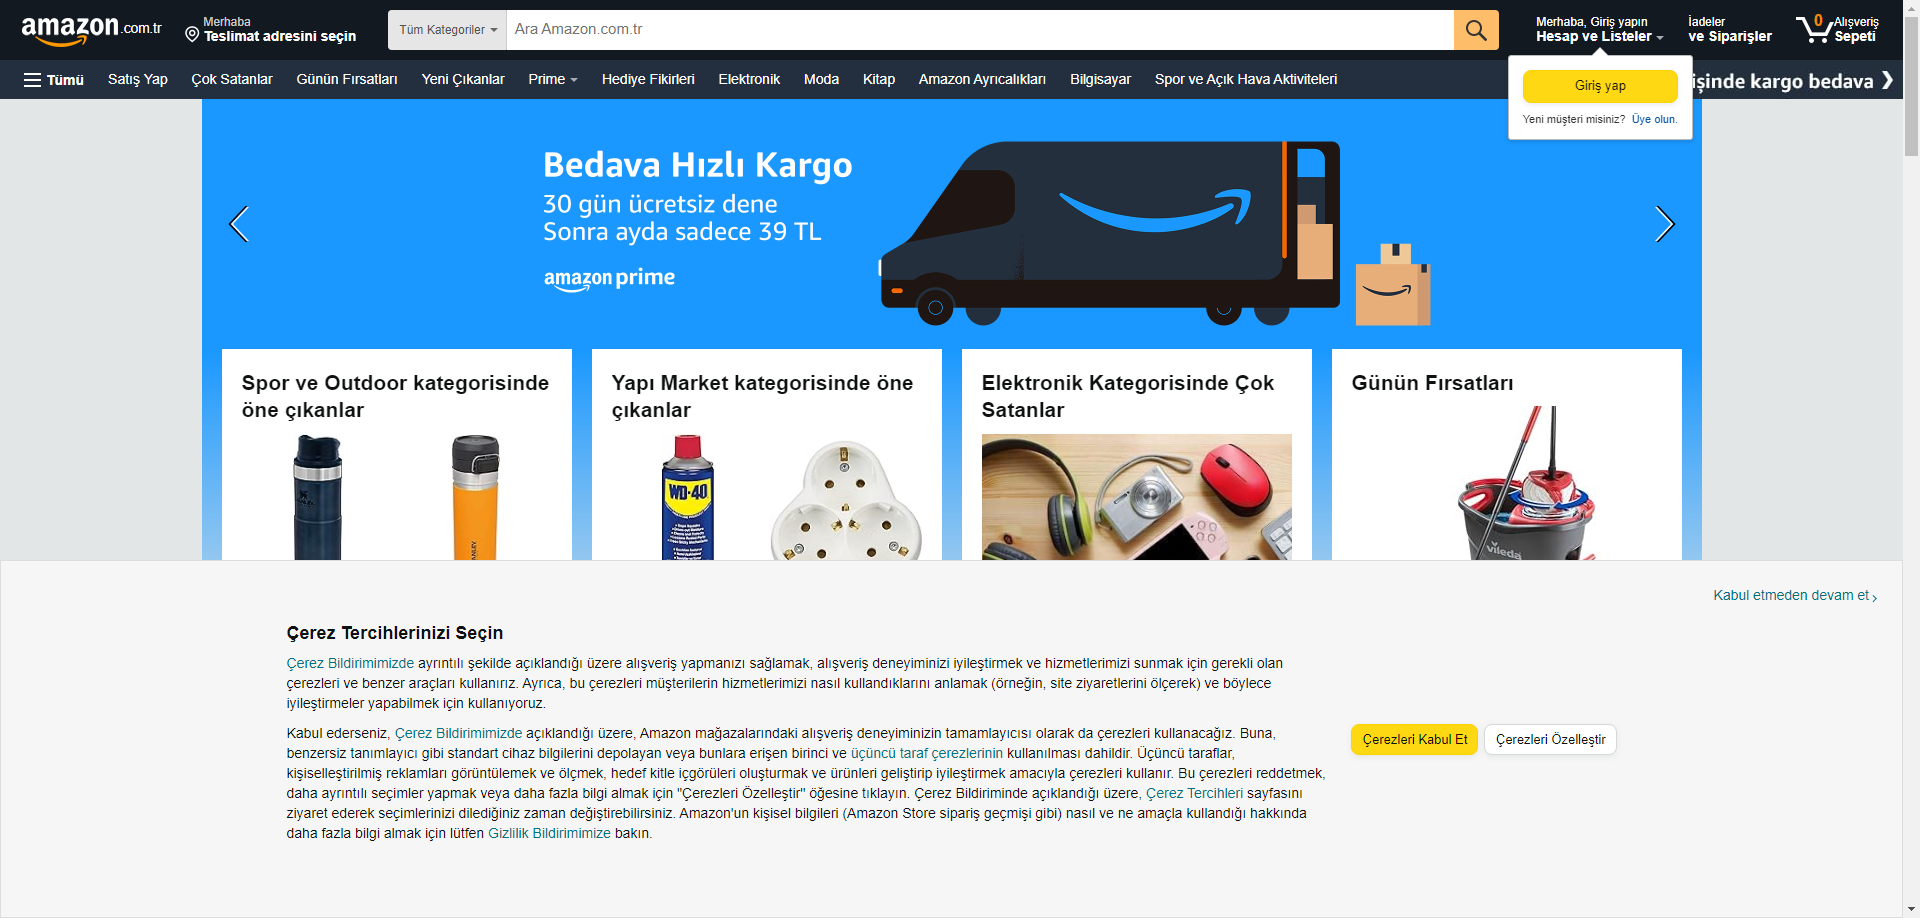 amazon.com.tr
Merhaba
Teslimat adresini seçin
Tüm Kategoriler
Ara Amazon.com.tr
Merhaba, Giriş yapın
Hesap ve Listeler
İadeler
ve Siparişler
0
Alışveriş
Sepeti
Tümü
Satış Yap
Çok Satanlar
Günün Fırsatları
Yeni Çıkanlar
Prime
Hediye Fikirleri
Elektronik
Moda
Kitap
Amazon Ayrıcalıkları
Bilgisayar
Spor ve Açık Hava Aktiviteleri
işinde kargo bedava
Giriş yap
Yeni müşteri misiniz? Üye olun.
Bedava Hızlı Kargo
30 gün ücretsiz dene
Sonra ayda sadece 39 TL
amazon prime
Spor ve Outdoor kategorisinde
öne çıkanlar
Yapı Market kategorisinde öne
çıkanlar
Elektronik Kategorisinde Çok
Satanlar
Günün Fırsatları
STANLEY
WD-40
vileda
Kabul etmeden devam et
Çerez Tercihlerinizi Seçin
Çerez Bildirimimizde ayrıntılı şekilde açıklandığı üzere alışveriş yapmanızı sağlamak, alışveriş deneyiminizi iyileştirmek ve hizmetlerimizi sunmak için gerekli olan
çerezleri ve benzer araçları kullanırız. Ayrıca, bu çerezleri müşterilerin hizmetlerimizi nasıl kullandıklarını anlamak (örneğin, site ziyaretlerini ölçerek) ve böylece
iyileştirmeler yapabilmek için kullanıyoruz.
Kabul ederseniz, Çerez Bildirimimizde açıklandığı üzere, Amazon mağazalarındaki alışveriş deneyiminizin tamamlayıcısı olarak da çerezleri kullanacağız. Buna,
benzersiz tanımlayıcı gibi standart cihaz bilgilerini depolayan veya bunlara erişen birinci ve üçüncü taraf çerezlerinin kullanılması dahildir. Üçüncü taraflar,
kişiselleştirilmiş reklamları görüntülemek ve ölçmek, hedef kitle içgörüleri oluşturmak ve ürünleri geliştirip iyileştirmek amacıyla çerezleri kullanır. Bu çerezleri reddetmek,
daha ayrıntılı seçimler yapmak veya daha fazla bilgi almak için "Çerezleri Özelleştir" öğesine tıklayın. Çerez Bildiriminde açıklandığı üzere, Çerez Tercihleri sayfasını
ziyaret ederek seçimlerinizi dilediğiniz zaman değiştirebilirsiniz. Amazon'un kişisel bilgileri (Amazon Store sipariş geçmişi gibi) nasıl ve ne amaçla kullandığı hakkında
daha fazla bilgi almak için lütfen Gizlilik Bildirimimize bakın.
Çerezleri Kabul Et
Çerezleri Özelleştir